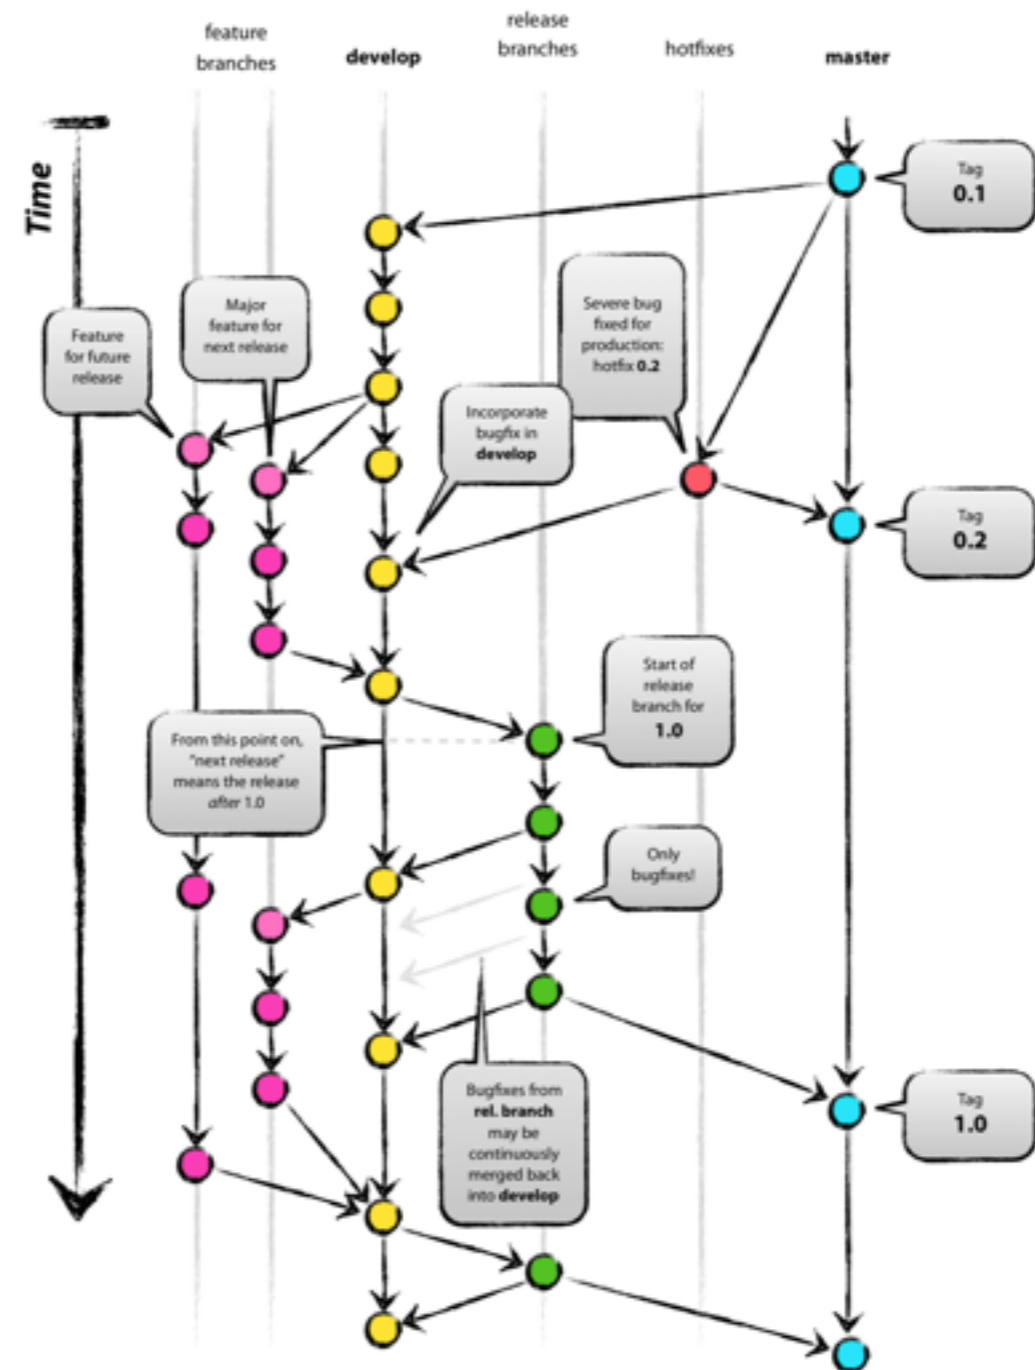 feature
branches
develop
release
branches
hotfixes
master
Time
Tag
0.1
Feature
for future
release
Major
feature for
next release
Severe bug
fixed for
production:
hotfix 0.2
Incorporate
bugfix in
develop
Tag
0.2
Start of
release
branch for
1.0
From this point on,
“next release”
means the release
after 1.0
Only
bugfixes!
Bugfixes from
rel. branch
may be
continuously
merged back
into develop
Tag
1.0